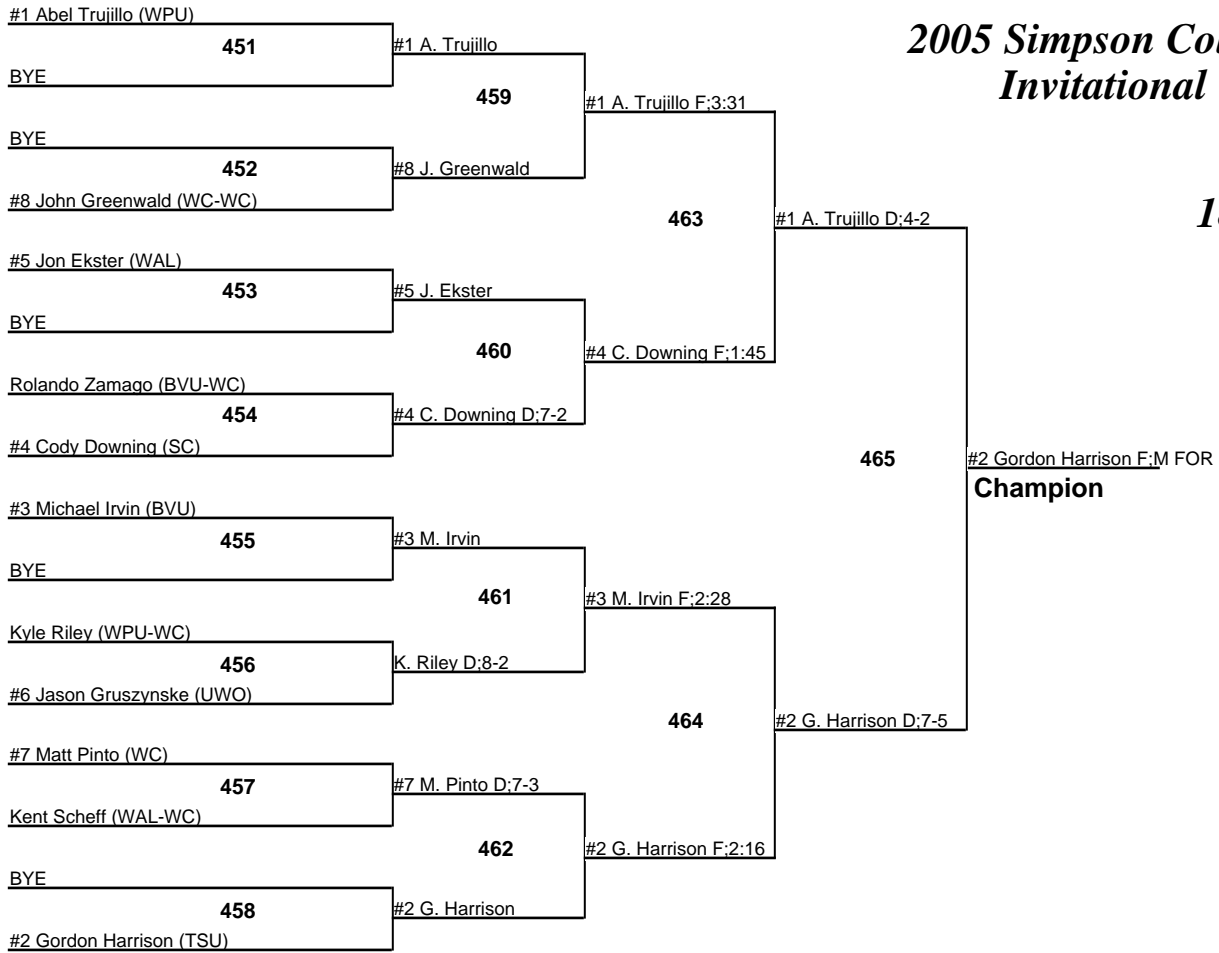 2005 Simpson Col
Invitational
#1 Abel Trujillo (WPU)
451
BYE
#1 A. Trujillo
459
BYE
452
#8 John Greenwald (WC-WC)
#8 J. Greenwald
#1 A. Trujillo F;3:31
463
#5 Jon Ekster (WAL)
453
BYE
#5 J. Ekster
460
Rolando Zamago (BVU-WC)
454
#4 Cody Downing (SC)
#4 C. Downing D;7-2
#4 C. Downing F;1:45
#1 A. Trujillo D;4-2
465
#3 Michael Irvin (BVU)
455
BYE
#3 M. Irvin
461
Kyle Riley (WPU-WC)
456
#6 Jason Gruszynske (UWO)
K. Riley D;8-2
#3 M. Irvin F;2:28
464
#7 Matt Pinto (WC)
457
Kent Scheff (WAL-WC)
#7 M. Pinto D;7-3
462
BYE
458
#2 Gordon Harrison (TSU)
#2 G. Harrison
#2 G. Harrison F;2:16
#2 G. Harrison D;7-5
#2 Gordon Harrison F;M FOR
Champion